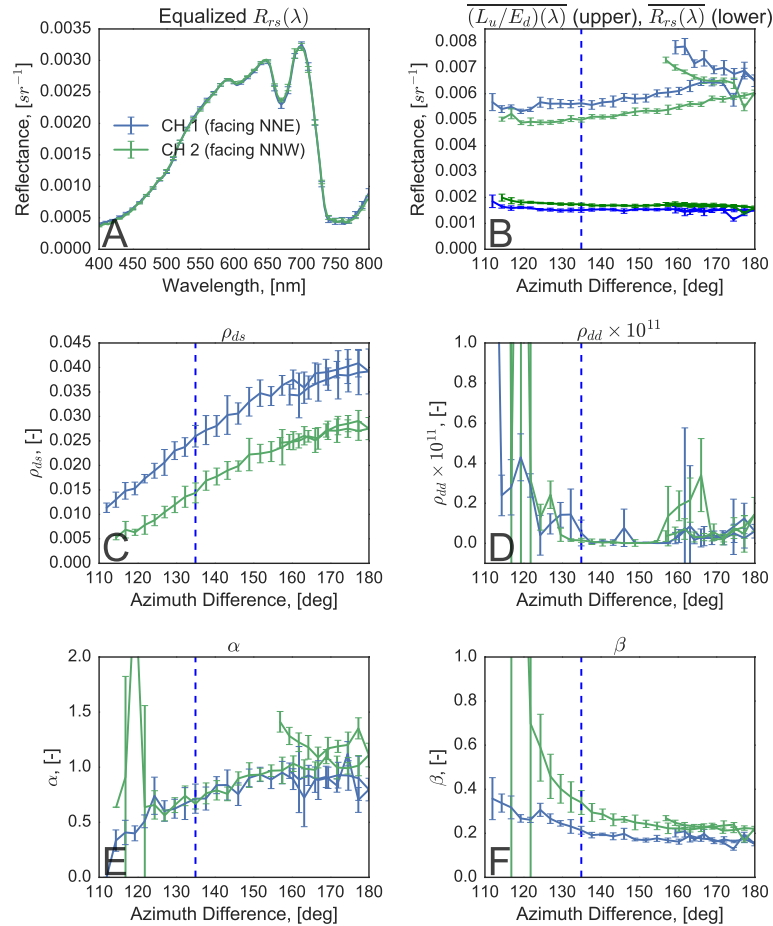 Equalized R_rs(λ)
Reflectance, [sr⁻¹]
0.0035
0.0030
0.0025
0.0020
0.0015
0.0010
0.0005
0.0000
CH 1 (facing NNE)
CH 2 (facing NNW)
A
400 450 500 550 600 650 700 750 800
Wavelength, [nm]
(L_u/E_d)(λ) (upper), R_rs(λ) (lower)
Reflectance, [sr⁻¹]
0.008
0.007
0.006
0.005
0.004
0.003
0.002
0.001
0.000
B
110 120 130 140 150 160 170 180
Azimuth Difference, [deg]
ρ_ds
ρ_ds, [-]
0.045
0.040
0.035
0.030
0.025
0.020
0.015
0.010
0.005
0.000
C
110 120 130 140 150 160 170 180
Azimuth Difference, [deg]
ρ_dd × 10¹¹
ρ_dd × 10¹¹, [-]
1.0
0.8
0.6
0.4
0.2
0.0
D
110 120 130 140 150 160 170 180
Azimuth Difference, [deg]
α
α, [-]
2.0
1.5
1.0
0.5
0.0
E
110 120 130 140 150 160 170 180
Azimuth Difference, [deg]
β
β, [-]
1.0
0.8
0.6
0.4
0.2
0.0
F
110 120 130 140 150 160 170 180
Azimuth Difference, [deg]